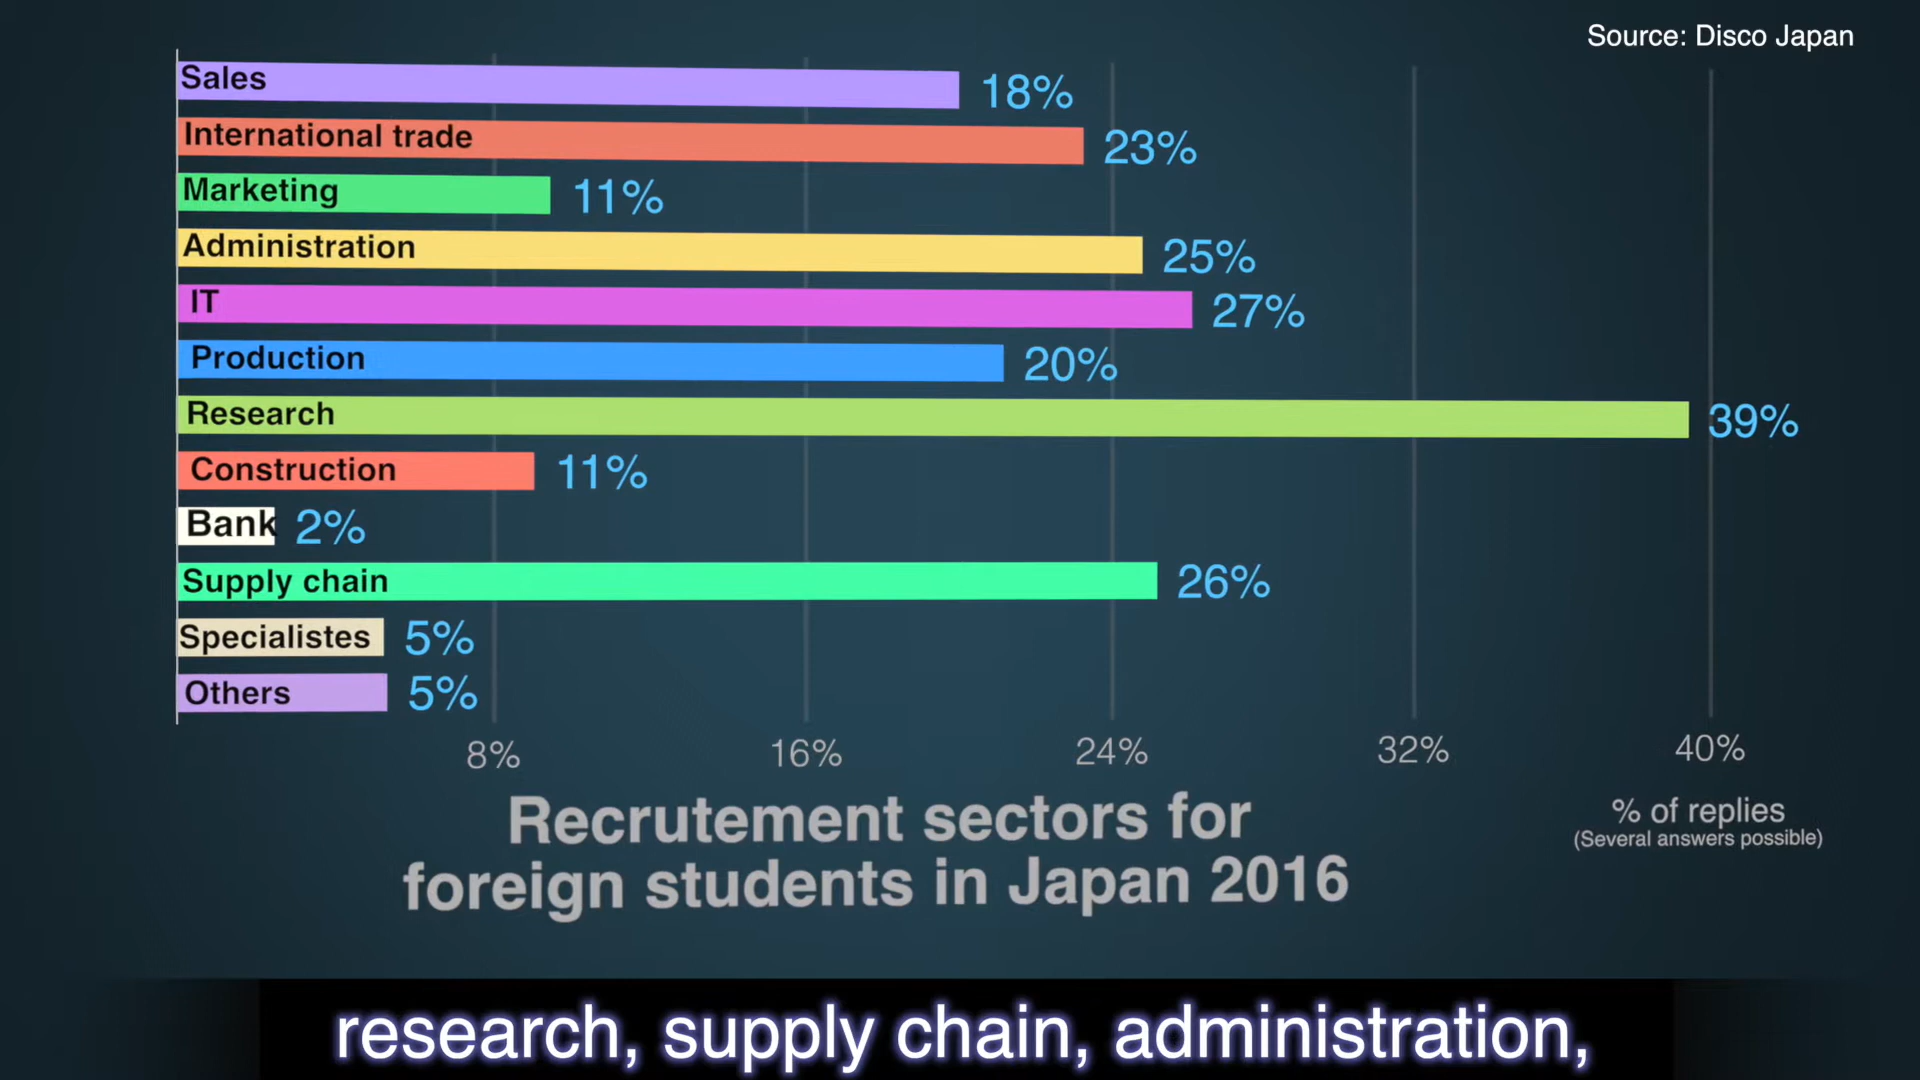 Source: Disco Japan
Sales 18%
International trade 23%
Marketing 11%
Administration 25%
IT 27%
Production 20%
Research 39%
Construction 11%
Bank 2%
Supply chain 26%
Specialistes 5%
Others 5%
8% 16% 24% 32% 40%
Recrutement sectors for
foreign students in Japan 2016
% of replies
(Several answers possible)
research, supply chain, administration,